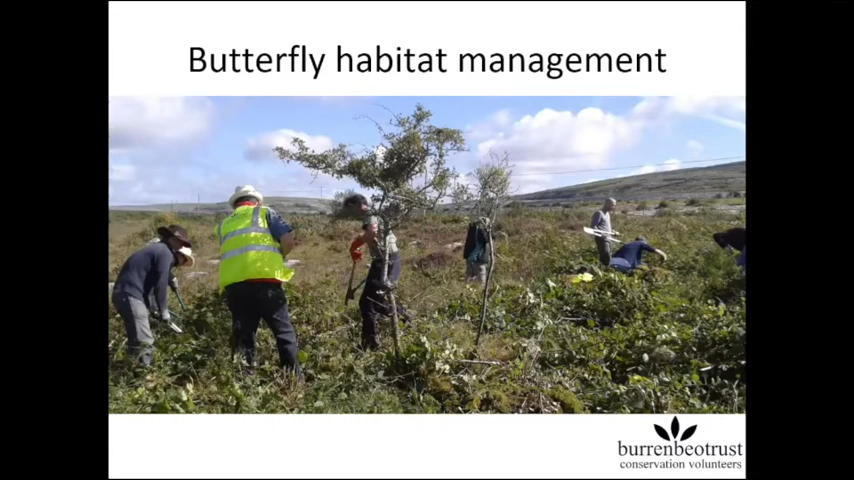 Butterfly habitat management
burrenbeotrust
conservation volunteers